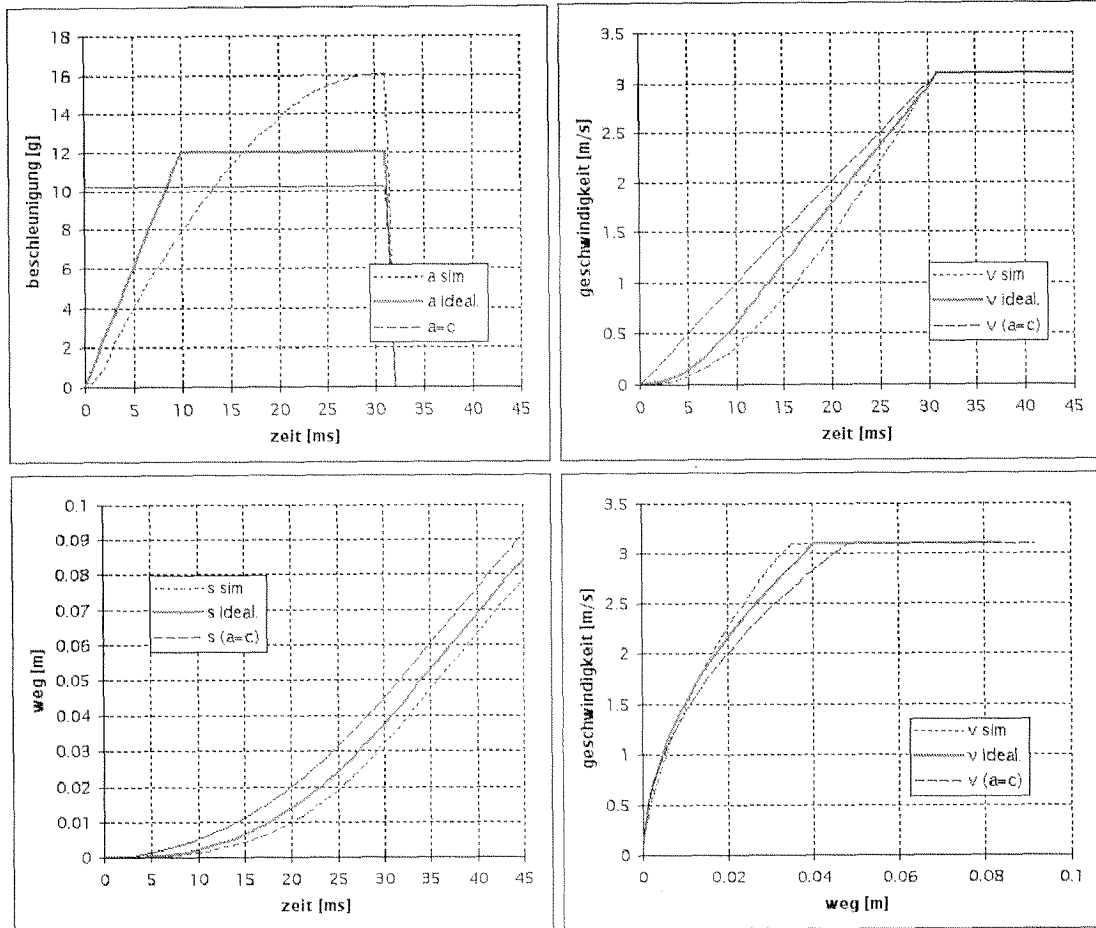 18
16
14
12
10
8
6
4
2
0
beschleunigung [g]
a sim
a ideal.
a=c
0 5 10 15 20 25 30 35 40 45
zeit [ms]
3.5
3
2.5
2
1.5
1
0.5
0
geschwindigkeit [m/s]
v sim
v ideal.
v (a=c)
0 5 10 15 20 25 30 35 40 45
zeit [ms]
0.1
0.09
0.08
0.07
0.06
0.05
0.04
0.03
0.02
0.01
0
weg [m]
s sim
s ideal.
s (a=c)
0 5 10 15 20 25 30 35 40 45
zeit [ms]
3.5
3
2.5
2
1.5
1
0.5
0
geschwindigkeit [m/s]
v sim
v ideal.
v (a=c)
0 0.02 0.04 0.06 0.08 0.1
weg [m]